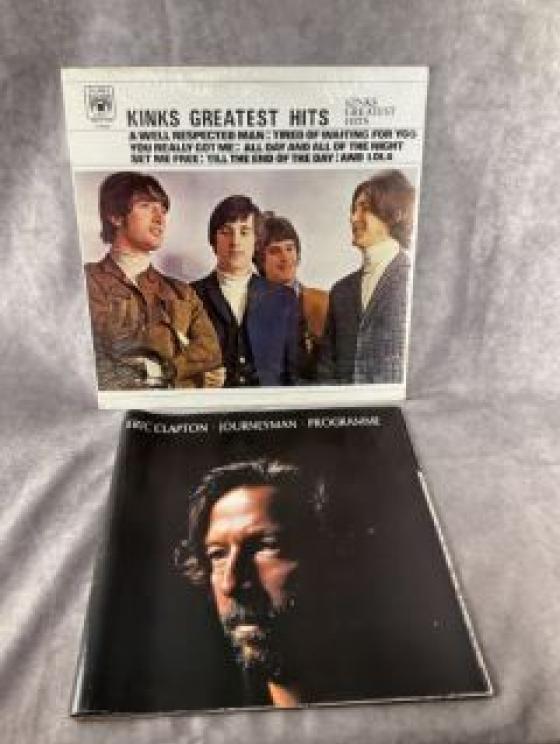 KINKS GREATEST HITS
KINKS
GREATEST
HITS
A WELL RESPECTED MAN : TIRED OF WAITING FOR YOU
YOU REALLY GOT ME : ALL DAY AND ALL OF THE NIGHT
SET ME FREE : TILL THE END OF THE DAY : AND LOLA
ERIC CLAPTON · JOURNEYMAN · PROGRAMME